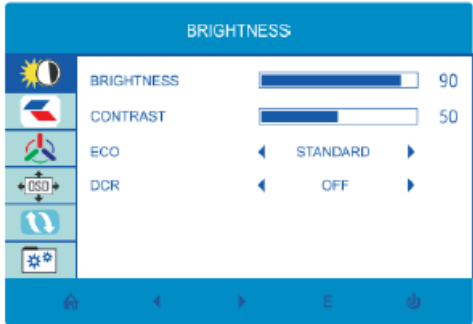 BRIGHTNESS
BRIGHTNESS 90
CONTRAST 50
ECO STANDARD
DCR OFF
OSD
E